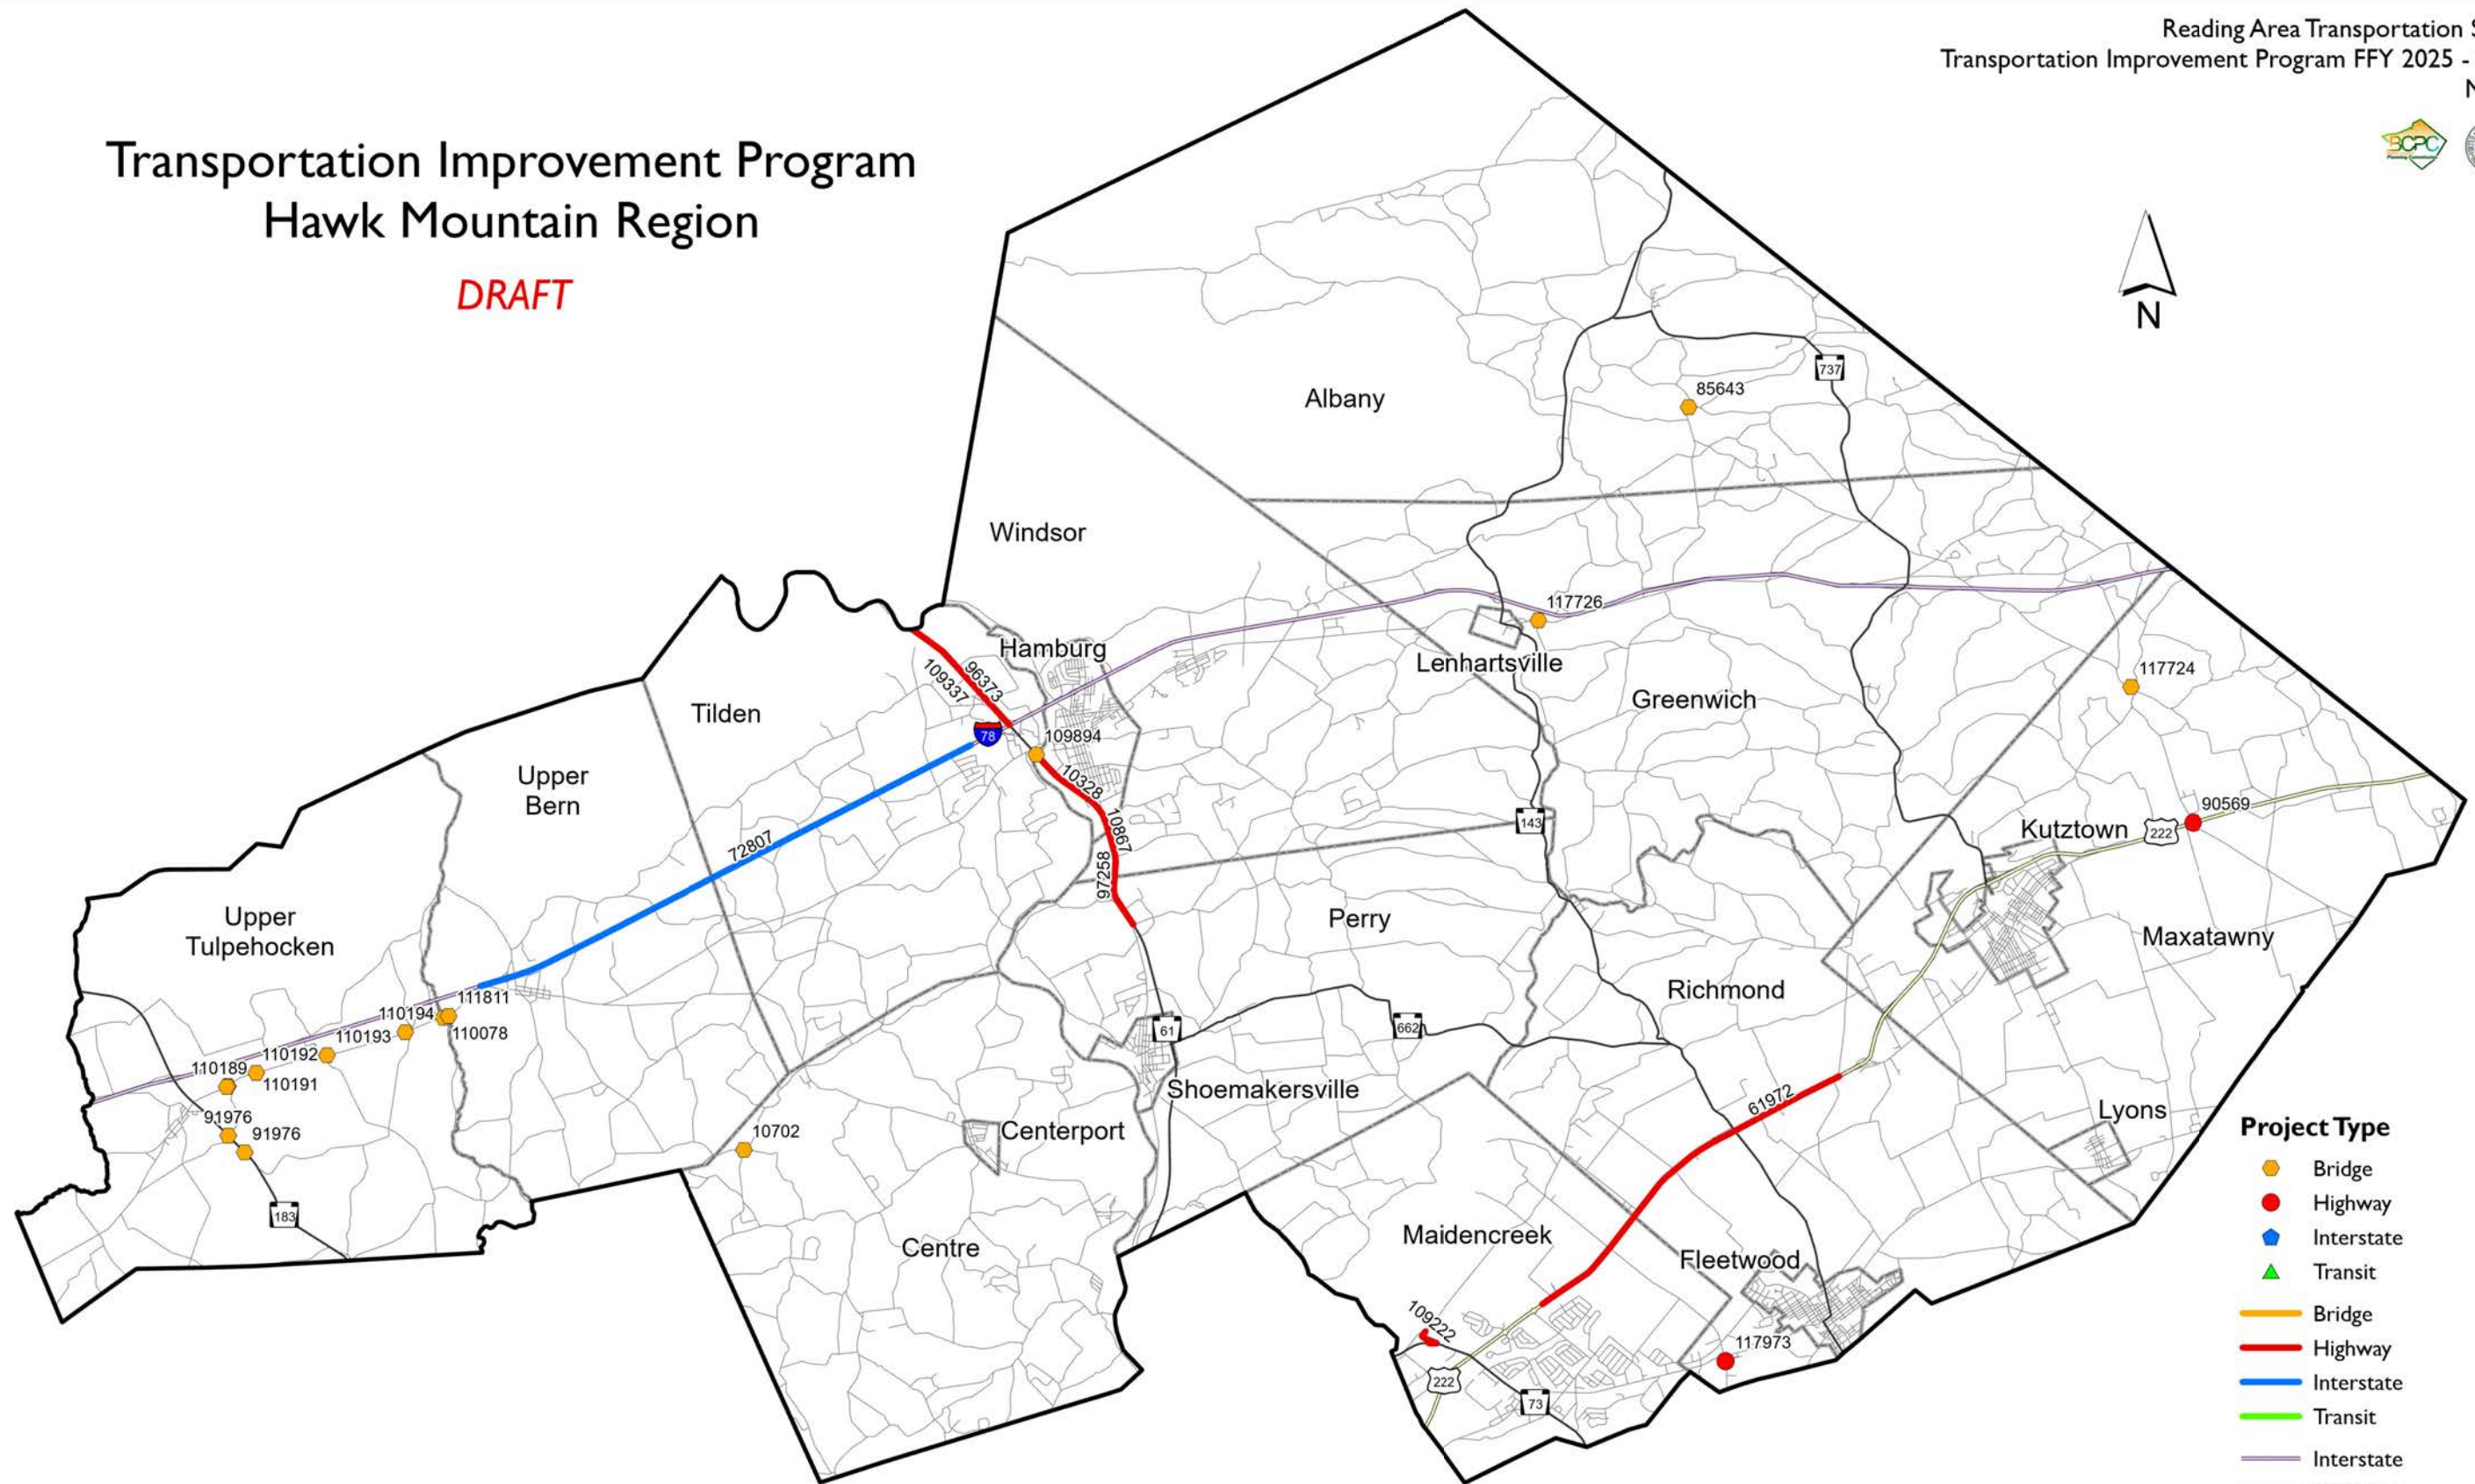 Reading Area Transportation
Transportation Improvement Program FFY 2025 -
Transportation Improvement Program
Hawk Mountain Region
DRAFT
BCPC
Planning Commission
N
737
85643
Albany
Windsor
117726
Hamburg
Lenhartsville
96373
109337
117724
Tilden
Greenwich
78
109894
Upper
Bern
10328
10867
90569
143
Kutztown
222
72807
97258
Upper
Tulpehocken
Perry
Maxatawny
Richmond
111811
110194
110193
110078
61
662
110192
110189
110191
Shoemakersville
61972
Lyons
91976
91976
10702
Centerport
183
Maidencreek
Centre
Fleetwood
109222
117973
222
73
Project Type
Bridge
Highway
Interstate
Transit
Bridge
Highway
Interstate
Transit
Interstate